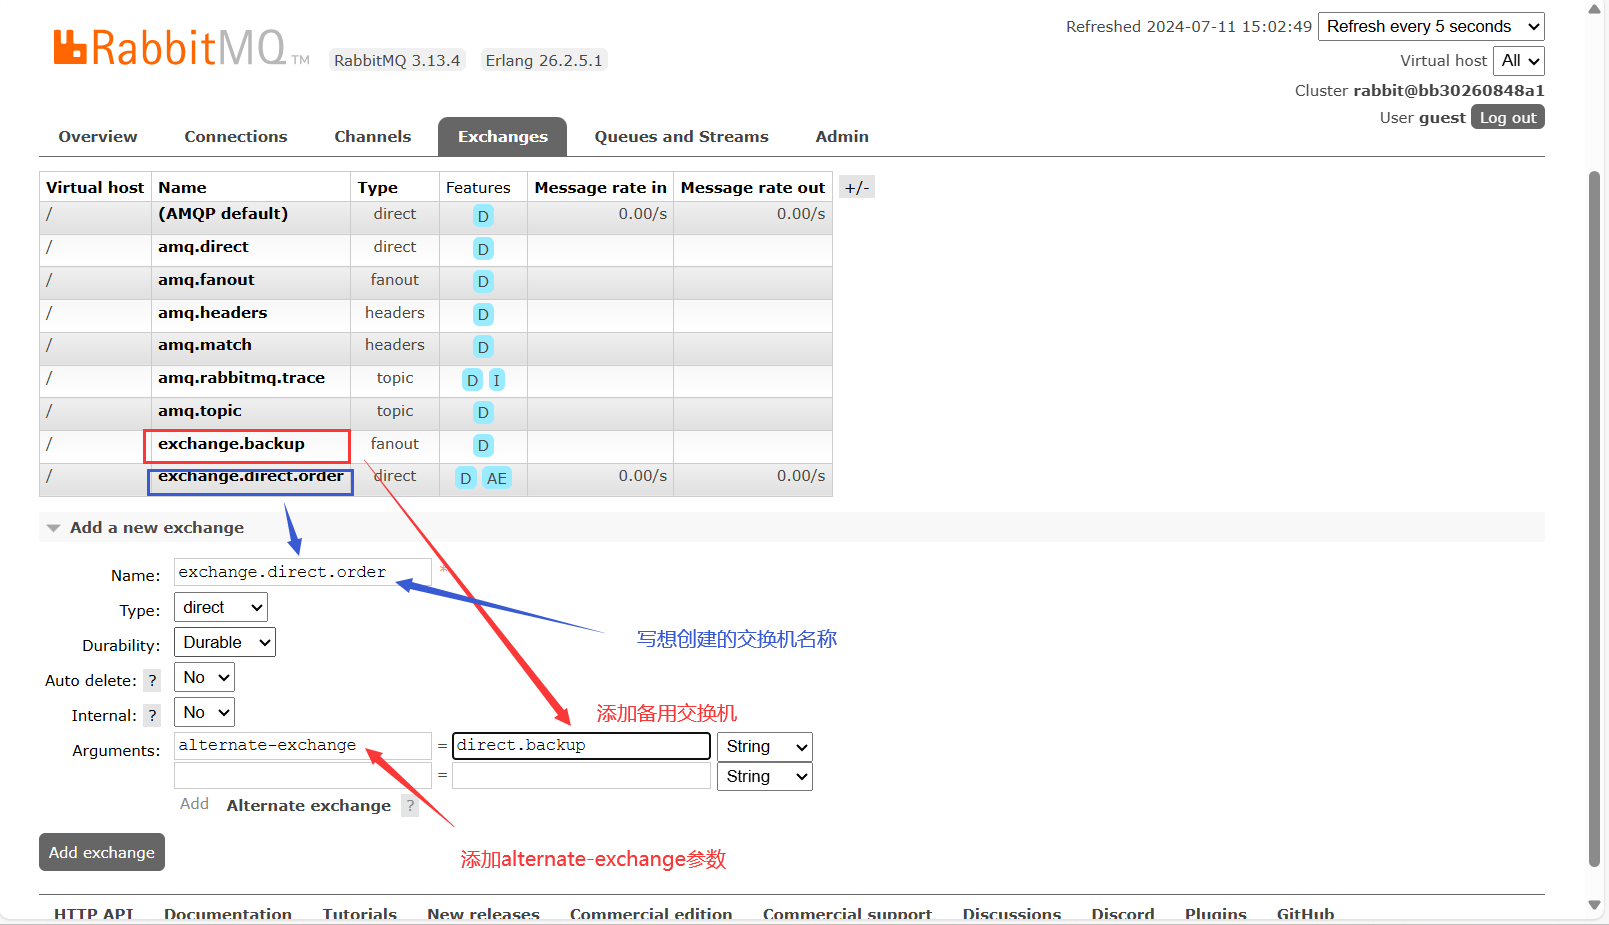 Refreshed 2024-07-11 15:02:49 Refresh every 5 seconds
RabbitMQ TM RabbitMQ 3.13.4 Erlang 26.2.5.1
Virtual host All
Cluster rabbit@bb30260848a1
User guest Log out
Overview Connections Channels Exchanges Queues and Streams Admin
Virtual host Name Type Features Message rate in Message rate out +/-
/ (AMQP default) direct D 0.00/s 0.00/s
/ amq.direct direct D
/ amq.fanout fanout D
/ amq.headers headers D
/ amq.match headers D
/ amq.rabbitmq.trace topic D I
/ amq.topic topic D
/ exchange.backup fanout D
/ exchange.direct.order direct D AE 0.00/s 0.00/s
Add a new exchange
Name: exchange.direct.order *
Type: direct
写想创建的交换机名称
Durability: Durable
Auto delete: ? No
Internal: ? No
添加备用交换机
Arguments: alternate-exchange = direct.backup String
= String
Add Alternate exchange ?
Add exchange
添加alternate-exchange参数
HTTP API Documentation Tutorials New releases Commercial edition Commercial support Discussions Discord Plugins GitHub